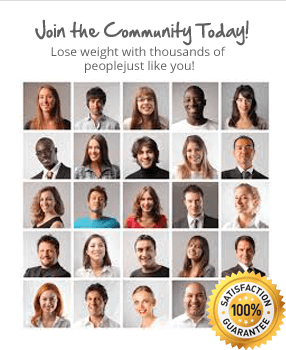 Join the Community Today!
Lose weight with thousands of
peoplejust like you!
SATISFACTION
100%
GUARANTEE